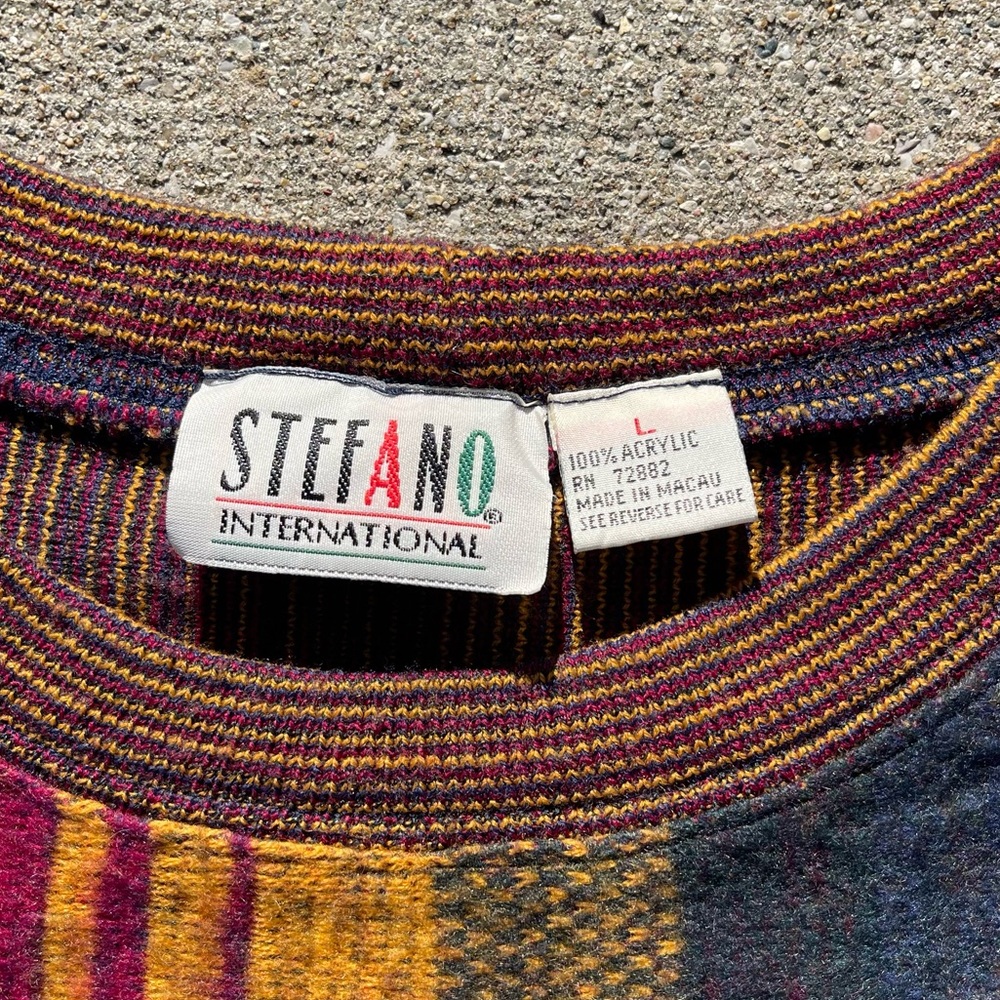 STEFANO®
INTERNATIONAL
L
100% ACRYLIC
RN 72882
MADE IN MACAU
SEE REVERSE FOR CARE